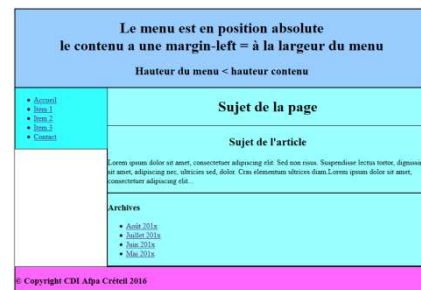 Le menu est en position absolute
le contenu a une margin-left = à la largeur du menu
Hauteur du menu < hauteur contenu
Accueil
Item 1
Item 2
Item 3
Contact
Sujet de la page
Sujet de l'article
Lorem ipsum dolor sit amet, consectetuer adipiscing elit. Sed non risus. Suspendisse lectus tortor, dignissim
sit amet, adipiscing nec, ultricies sed, dolor. Cras elementum ultrices diam.Lorem ipsum dolor sit amet,
consectetuer adipiscing elit...
Archives
Août 201x
Juillet 201x
Juin 201x
Mai 201x
© Copyright CDI Afpa Créteil 2016